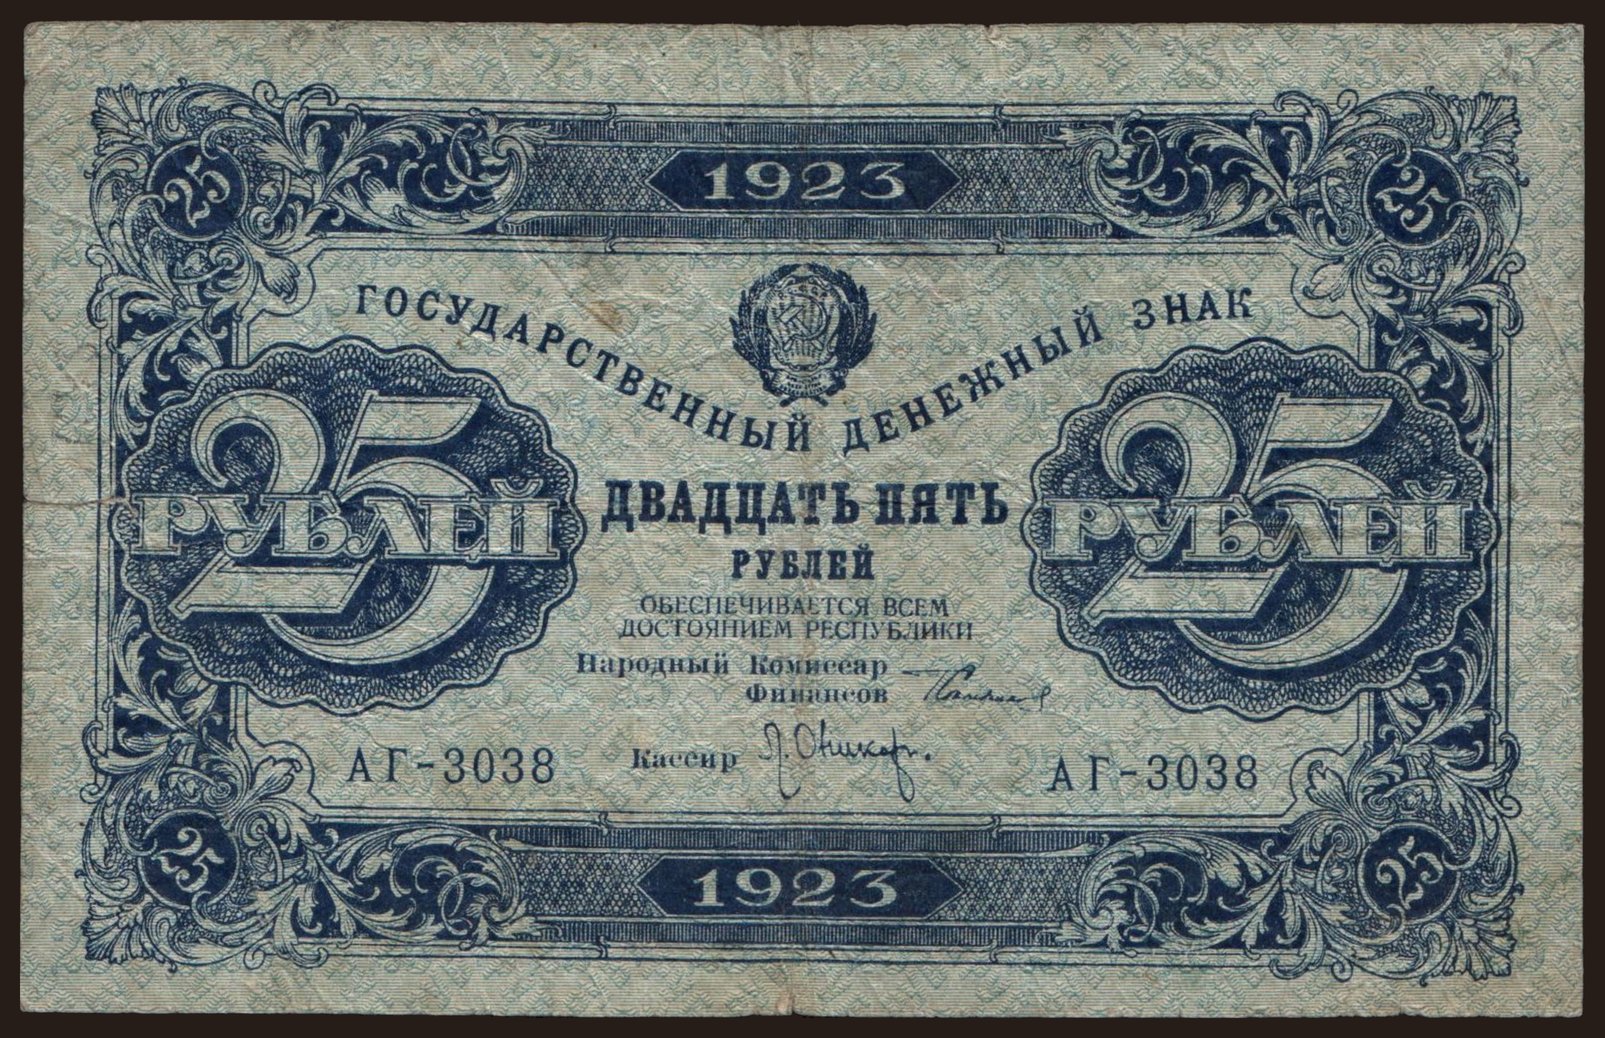 1923
25 25
ГОСУДАРСТВЕННЫЙ ДЕНЕЖНЫЙ ЗНАК
25 РУБЛЕЙ
25 РУБЛЕЙ
ДВАДЦАТЬ ПЯТЬ
РУБЛЕЙ
ОБЕСПЕЧИВАЕТСЯ ВСЕМ
ДОСТОЯНИЕМ РЕСПУБЛИКИ
Народный Комиссар
Финансов
Кассир
АГ-3038 АГ-3038
25 25
1923